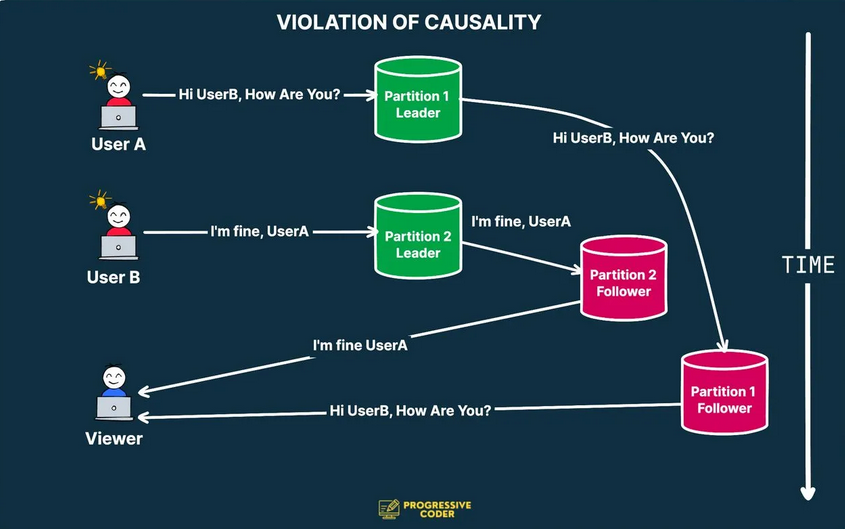 VIOLATION OF CAUSALITY
Hi UserB, How Are You?
Partition 1
Leader
User A
Hi UserB, How Are You?
I'm fine, UserA
Partition 2
Leader
I'm fine, UserA
User B
Partition 2
Follower
TIME
I'm fine UserA
Partition 1
Follower
Hi UserB, How Are You?
Viewer
PROGRESSIVE
CODER